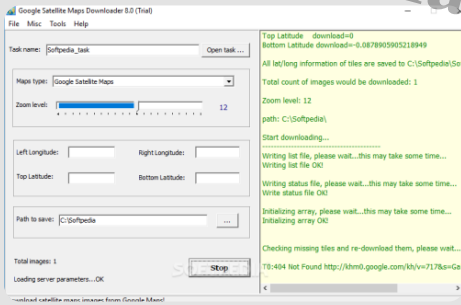 Google Satellite Maps Downloader 8.0 (Trial)
File Misc Tools Help
Task name: Softpedia_task Open task ...
Maps type: Google Satellite Maps
Zoom level: 12
Left Longitude: Right Longitude:
Top Latitude: Bottom Latitude:
Path to save: C:\Softpedia ...
Total images: 1
Stop
Loading server parameters...OK
Top Latitude download=0
Bottom Latitude download=-0.0878905905218949
All lat/long information of tiles are saved to C:\Softpedia\So
Total count of images would be downloaded: 1
Zoom level: 12
path: C:\Softpedia\
Start downloading...
Writing list file, please wait...this may take some time...
Writing list file OK!
Writing status file, please wait...this may take some time...
Write status file OK!
Initializing array, please wait...this may take some time...
Initializing array OK!
Checking missing tiles and re-download them, please wait...
T0:404 Not Found http://khm0.google.com/kh/v=717&s=Ga
download satellite maps images from Google Maps!